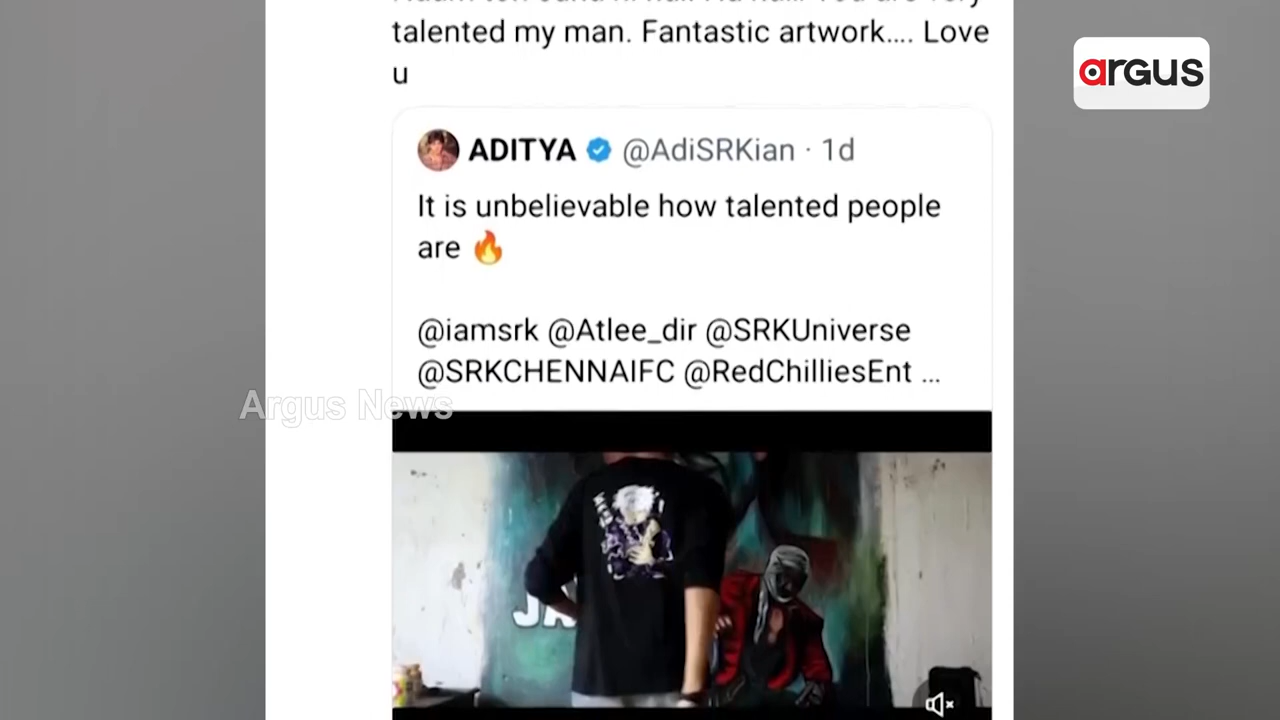 talented my man. Fantastic artwork.... Love
u
argus
ADITYA @AdiSRKian · 1d
It is unbelievable how talented people
are 🔥
@iamsrk @Atlee_dir @SRKUniverse
@SRKCHENNAIFC @RedChilliesEnt ...
Argus News
JA